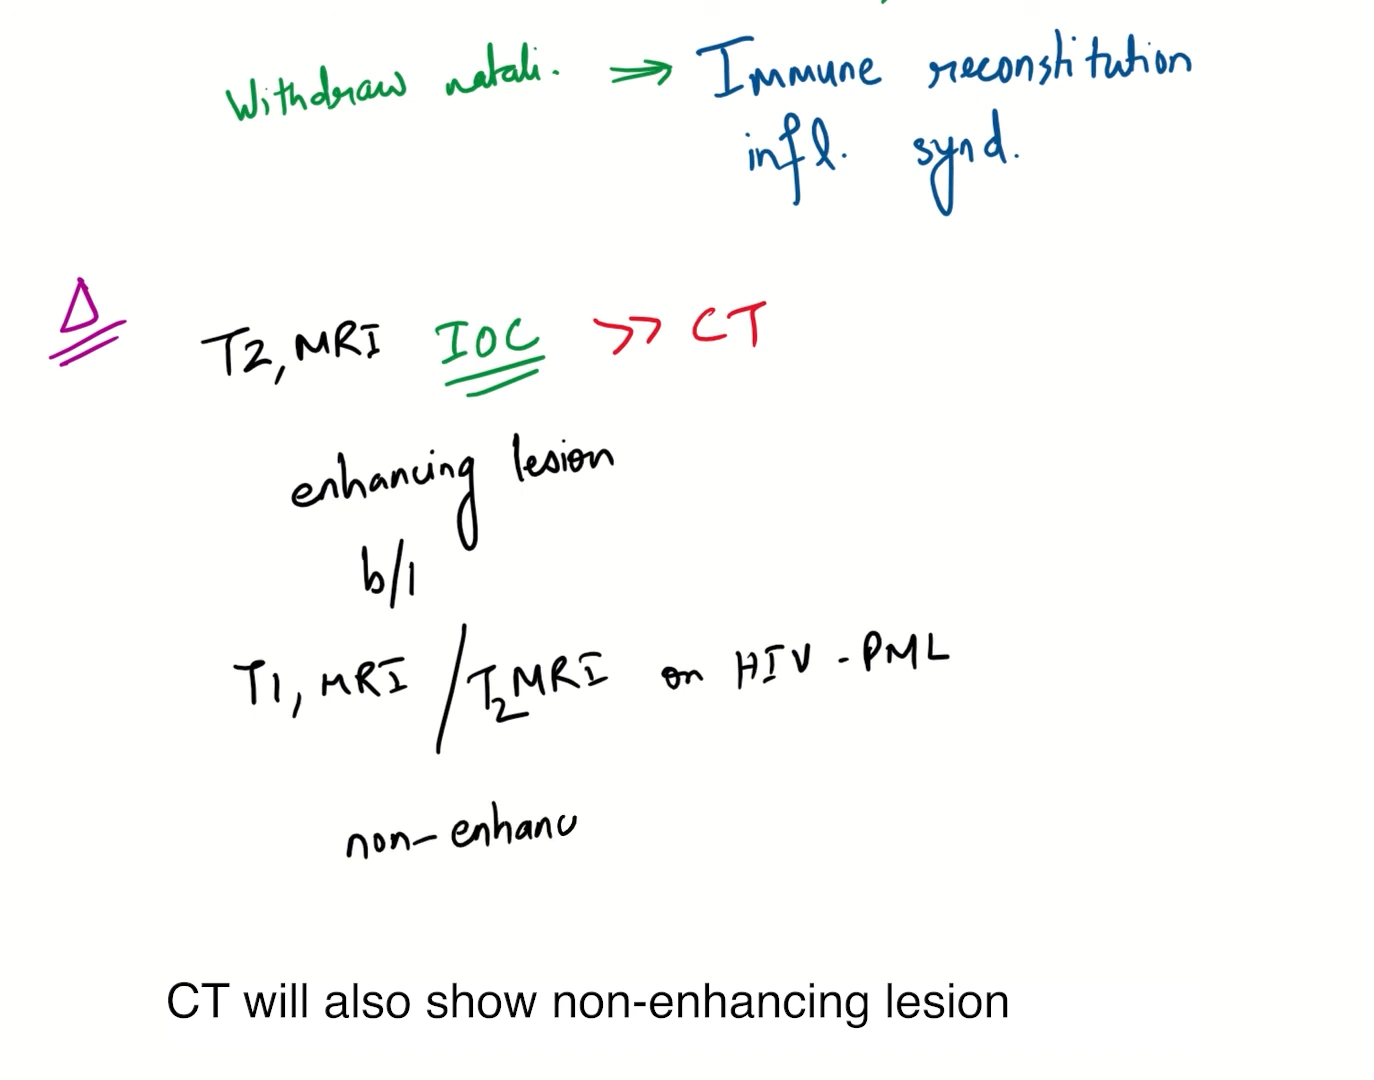 Withdraw natali. ⇒ Immune reconstitution
infl. synd.
Δ T2, MRI IOC >> CT
enhancing lesion
b/l
T1, MRI / T2 MRI on HIV - PML
non-enhanc
CT will also show non-enhancing lesion